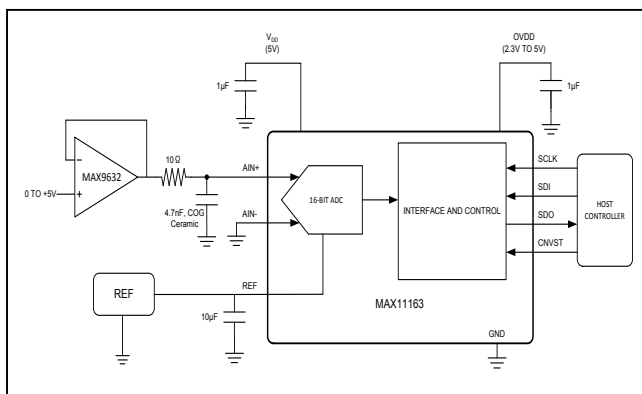 VDD
(5V)
OVDD
(2.3V TO 5V)
1µF
1µF
MAX9632
-
+
0 TO +5V
10Ω
AIN+
4.7nF, COG
Ceramic
AIN-
16-BIT ADC
INTERFACE AND CONTROL
SCLK
SDI
SDO
CNVST
HOST
CONTROLLER
REF
REF
10µF
MAX11163
GND